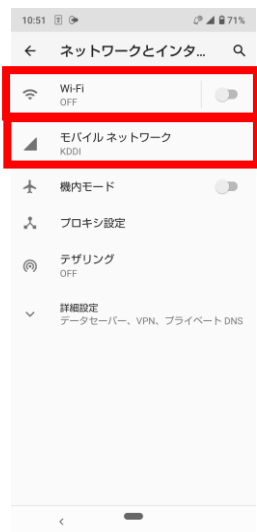 10:51 71%
ネットワークとインタ...
Wi-Fi
OFF
モバイル ネットワーク
KDDI
機内モード
プロキシ設定
テザリング
OFF
詳細設定
データセーバー、VPN、プライベート DNS